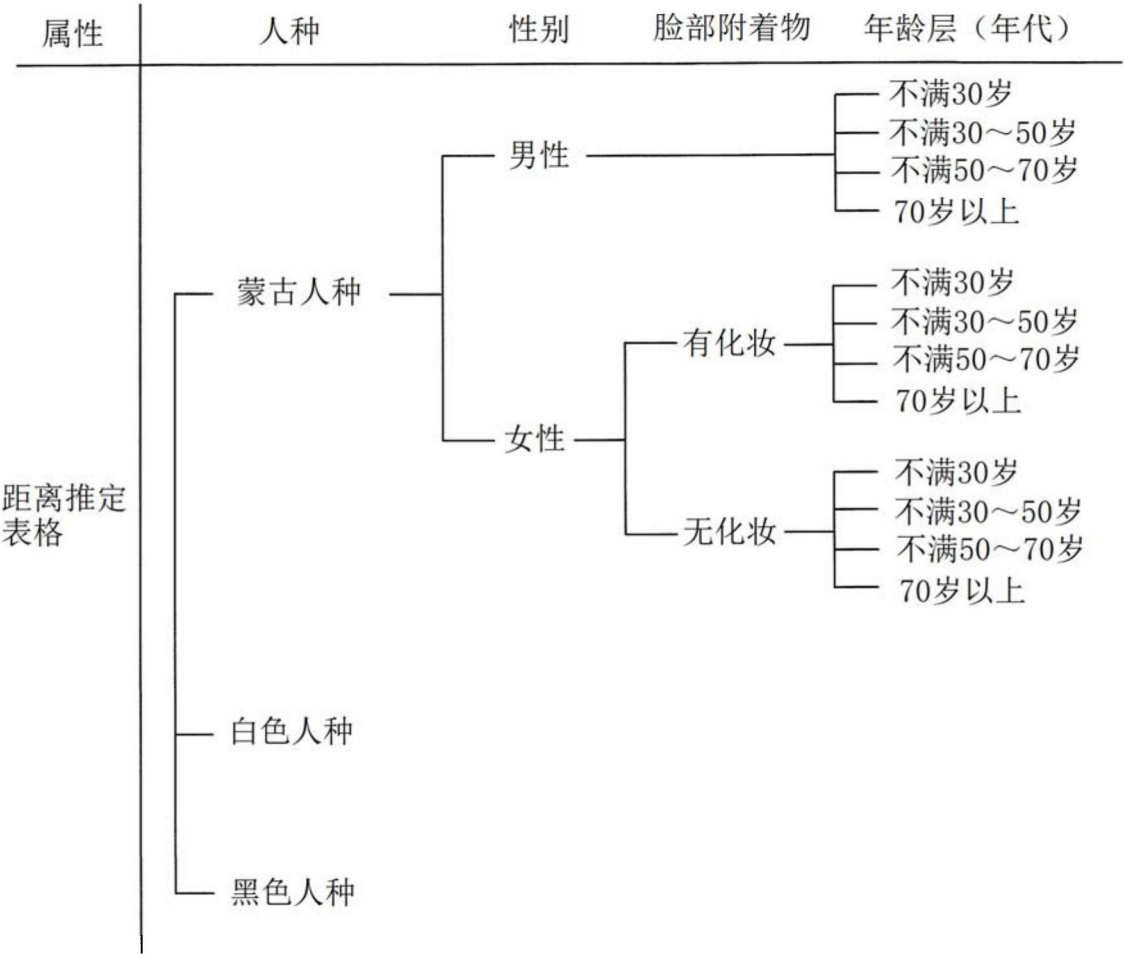 属性 人种 性别 脸部附着物 年龄层（年代）
不满30岁
不满30～50岁
男性
不满50～70岁
70岁以上
不满30岁
蒙古人种
不满30～50岁
有化妆
不满50～70岁
70岁以上
女性
不满30岁
距离推定
表格
不满30～50岁
无化妆
不满50～70岁
70岁以上
白色人种
黑色人种